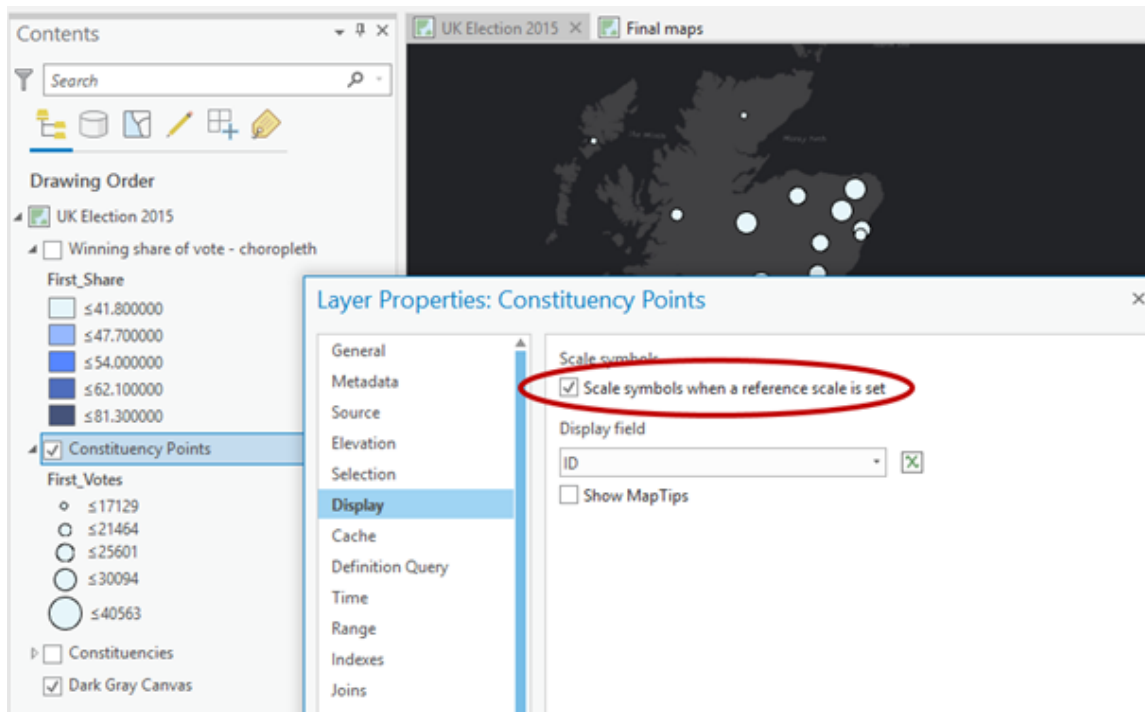 Contents
Search
Drawing Order
UK Election 2015
Winning share of vote - choropleth
First_Share
≤41.800000
≤47.700000
≤54.000000
≤62.100000
≤81.300000
Constituency Points
First_Votes
≤17129
≤21464
≤25601
≤30094
≤40563
Constituencies
Dark Gray Canvas
UK Election 2015
Final maps
Layer Properties: Constituency Points
General
Metadata
Source
Elevation
Selection
Display
Cache
Definition Query
Time
Range
Indexes
Joins
Scale symbols
Scale symbols when a reference scale is set
Display field
ID
Show MapTips